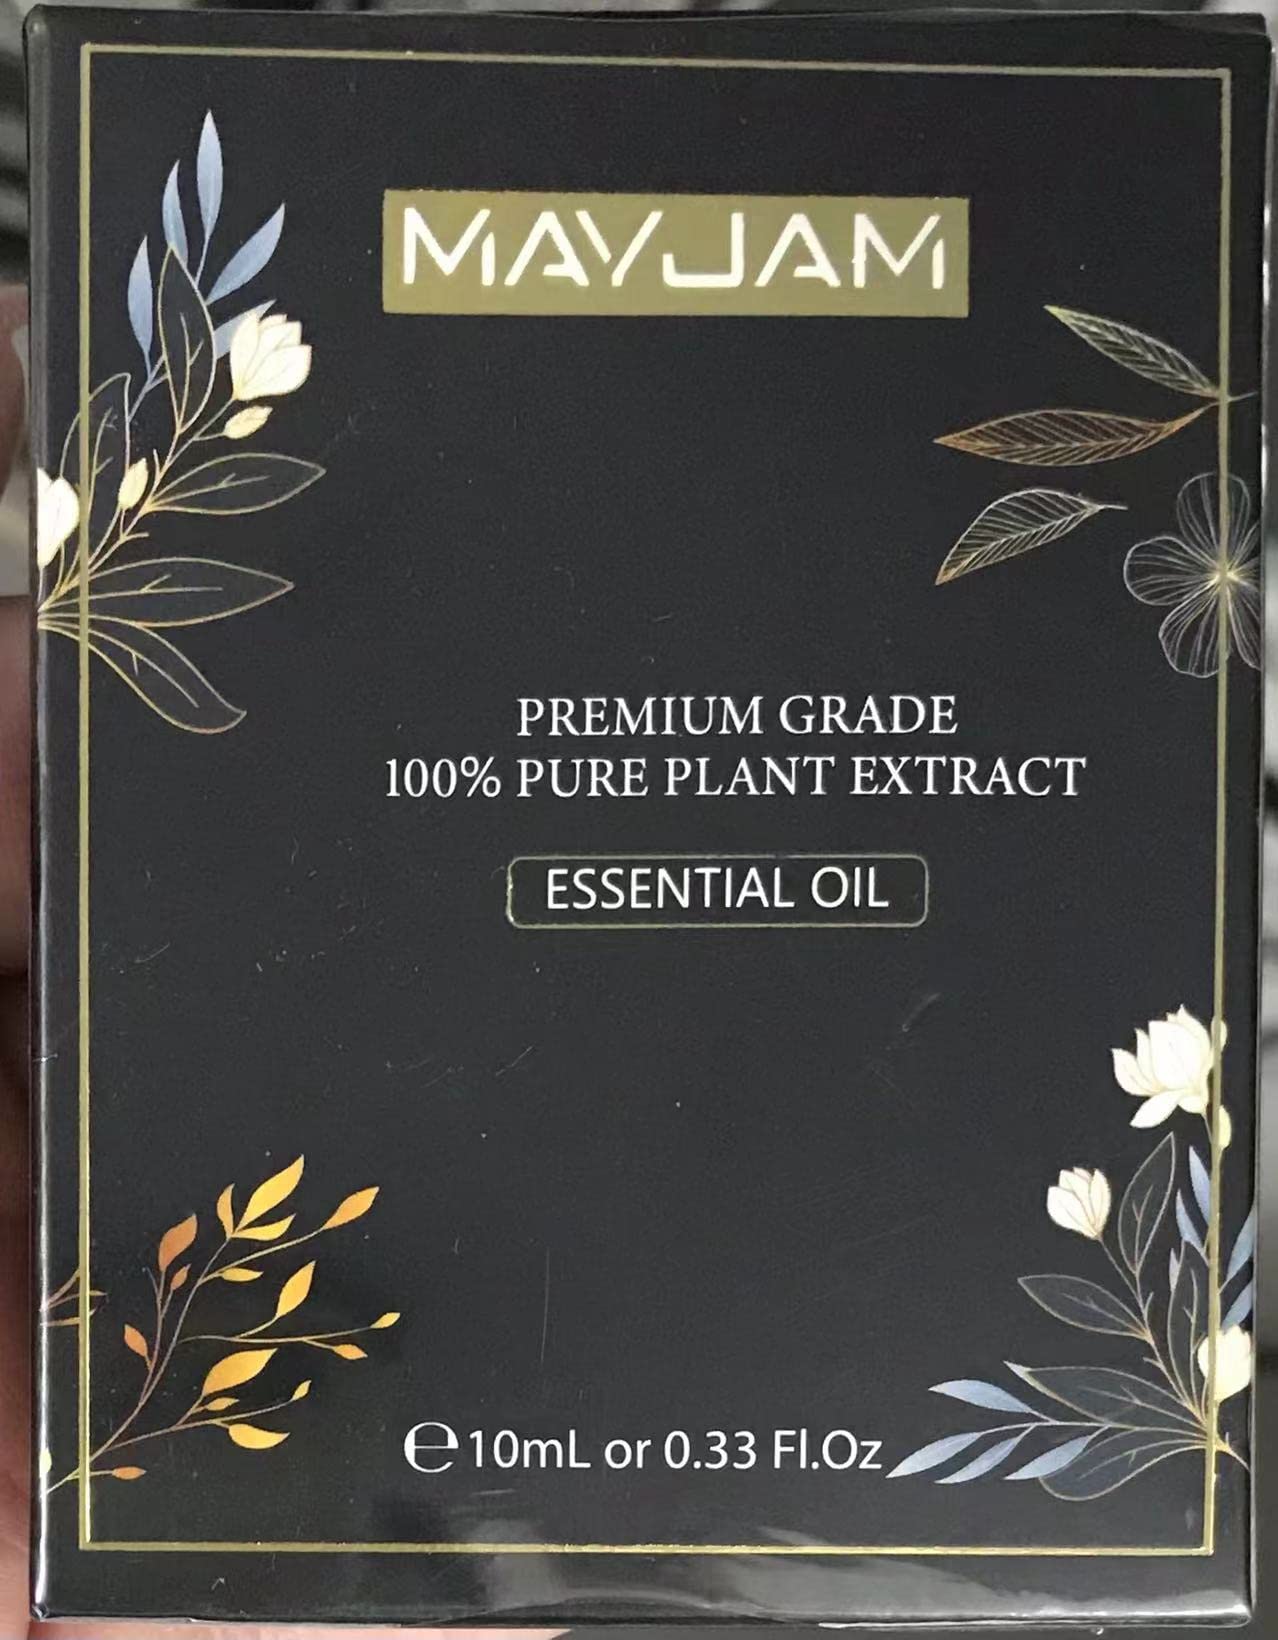 MAYJAM
PREMIUM GRADE
100% PURE PLANT EXTRACT
ESSENTIAL OIL
℮10mL or 0.33 Fl.Oz